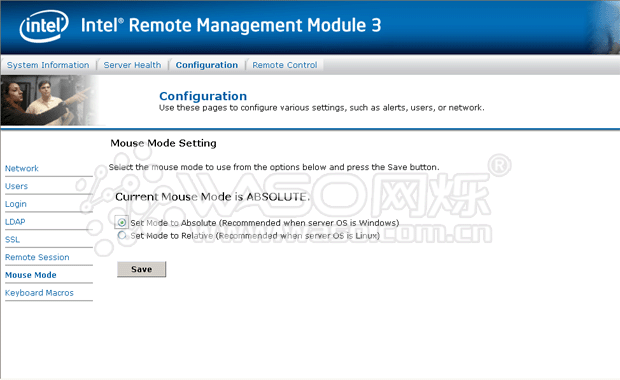 intel® Intel® Remote Management Module 3
System Information Server Health Configuration Remote Control
Configuration
Use these pages to configure various settings, such as alerts, users, or network.
Mouse Mode Setting
Select the mouse mode to use from the options below and press the Save button.
Network
Users
Login
LDAP
SSL
Remote Session
Mouse Mode
Keyboard Macros
Current Mouse Mode is ABSOLUTE.
Set Mode to Absolute (Recommended when server OS is Windows)
Set Mode to Relative (Recommended when server OS is Linux)
Save
WASO网烁®